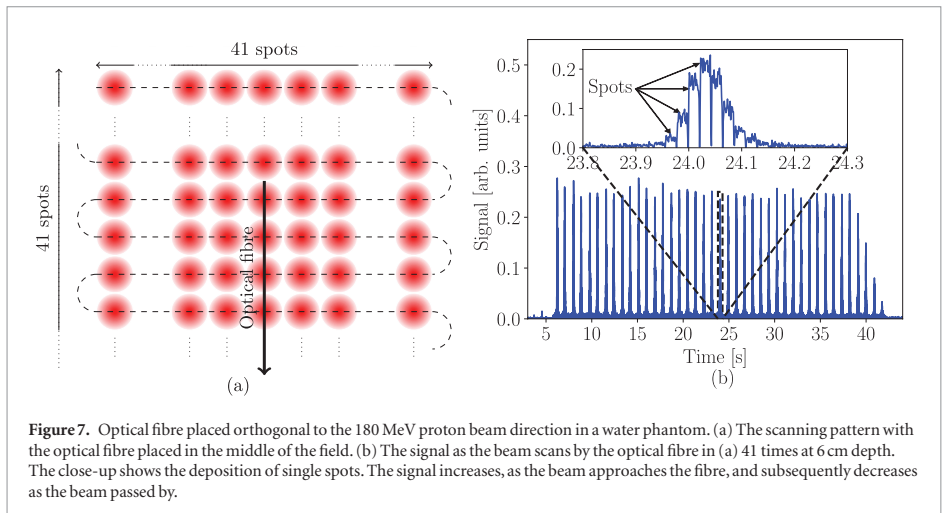 41 spots
41 spots
Optical fibre
(a)
Signal [arb. units]
0.5
0.4
0.3
0.2
0.1
0.0
0.2
0.1
0.0
Spots
23.8 23.9 24.0 24.1 24.2 24.3
5 10 15 20 25 30 35 40
Time [s]
(b)
Figure 7. Optical fibre placed orthogonal to the 180 MeV proton beam direction in a water phantom. (a) The scanning pattern with
the optical fibre placed in the middle of the field. (b) The signal as the beam scans by the optical fibre in (a) 41 times at 6 cm depth.
The close-up shows the deposition of single spots. The signal increases, as the beam approaches the fibre, and subsequently decreases
as the beam passed by.